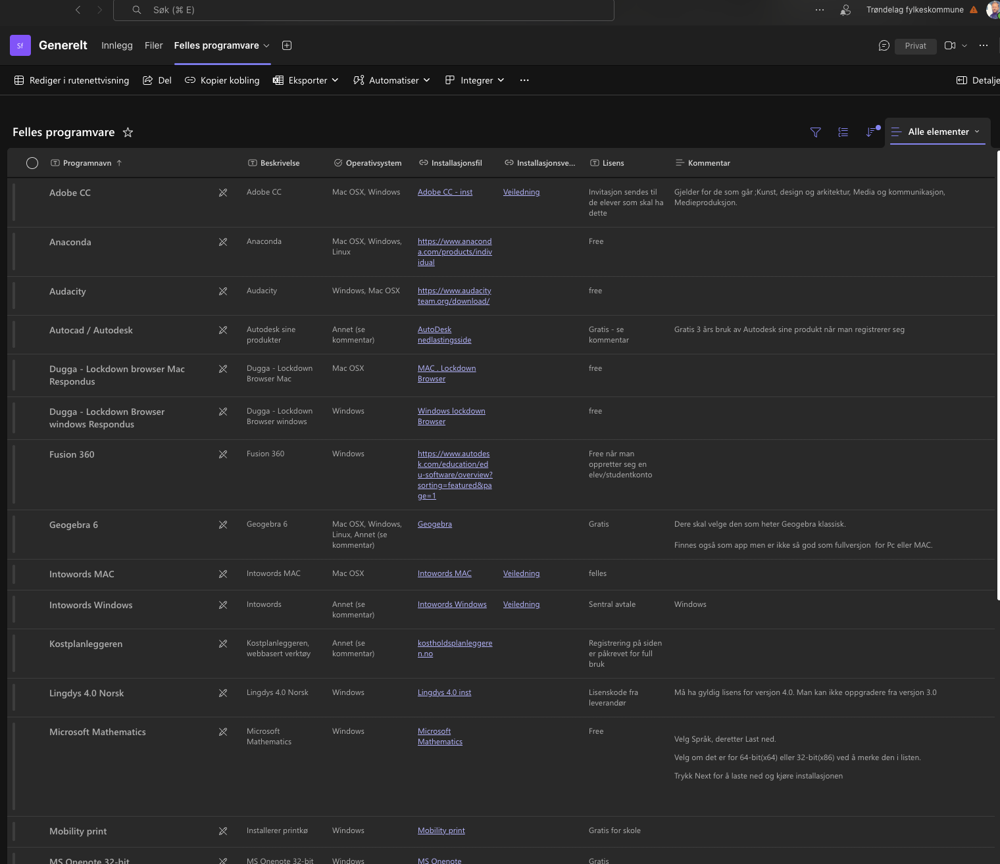 Søk (⌘ E)
Trøndelag fylkeskommune
Sf
Generelt
Innlegg
Filer
Felles programvare
Privat
Rediger i rutenettvisning
Del
Kopier kobling
Eksporter
Automatiser
Integrer
Detalje
Felles programvare
Alle elementer
Programnavn
Beskrivelse
Operativsystem
Installasjonsfil
Installasjonsve...
Lisens
Kommentar
Adobe CC
Adobe CC
Mac OSX, Windows
Adobe CC - inst
Veiledning
Invitasjon sendes til
de elever som skal ha
dette
Gjelder for de som går ;Kunst, design og arkitektur, Media og kommunikasjon,
Medieproduksjon.
Anaconda
Anaconda
Mac OSX, Windows,
Linux
https://www.anacond
a.com/products/indiv
idual
Free
Audacity
Audacity
Windows, Mac OSX
https://www.audacity
team.org/download/
free
Autocad / Autodesk
Autodesk sine
produkter
Annet (se
kommentar)
AutoDesk
nedlastingsside
Gratis - se
kommentar
Gratis 3 års bruk av Autodesk sine produkt når man registrerer seg
Dugga - Lockdown browser Mac
Respondus
Dugga - Lockdown
Browser Mac
Mac OSX
MAC . Lockdown
Browser
free
Dugga - Lockdown Browser
windows Respondus
Dugga - Lockdown
Browser windows
Windows
Windows lockdown
Browser
free
Fusion 360
Fusion 360
Windows
https://www.autodes
k.com/education/ed
u-software/overview?
sorting=featured&pa
ge=1
Free når man
oppretter seg en
elev/studentkonto
Geogebra 6
Geogebra 6
Mac OSX, Windows,
Linux, Annet (se
kommentar)
Geogebra
Gratis
Dere skal velge den som heter Geogebra klassisk.
Finnes også som app men er ikke så god som fullversjon  for Pc eller MAC.
Intowords MAC
Intowords MAC
Mac OSX
Intowords MAC
Veiledning
felles
Intowords Windows
Intowords
Annet (se
kommentar)
Intowords Windows
Veiledning
Sentral avtale
Windows
Kostplanleggeren
Kostplanleggeren,
webbasert verktøy
Annet (se
kommentar)
kostholdsplanleggere
n.no
Registrering på siden
er påkrevet for full
bruk
Lingdys 4.0 Norsk
Lingdys 4.0 Norsk
Windows
Lingdys 4.0 inst
Lisenskode fra
leverandør
Må ha gyldig lisens for versjon 4.0. Man kan ikke oppgradere fra versjon 3.0
Microsoft Mathematics
Microsoft
Mathematics
Windows
Microsoft
Mathematics
Free
Velg Språk, deretter Last ned.
Velg om det er for 64-bit(x64) eller 32-bit(x86) ved å merke den i listen.
Trykk Next for å laste ned og kjøre installasjonen
Mobility print
Installerer printkø
Windows
Mobility print
Gratis for skole
MS Onenote 32-bit
MS Onenote 32-bit
Windows
MS Onenote
Gratis